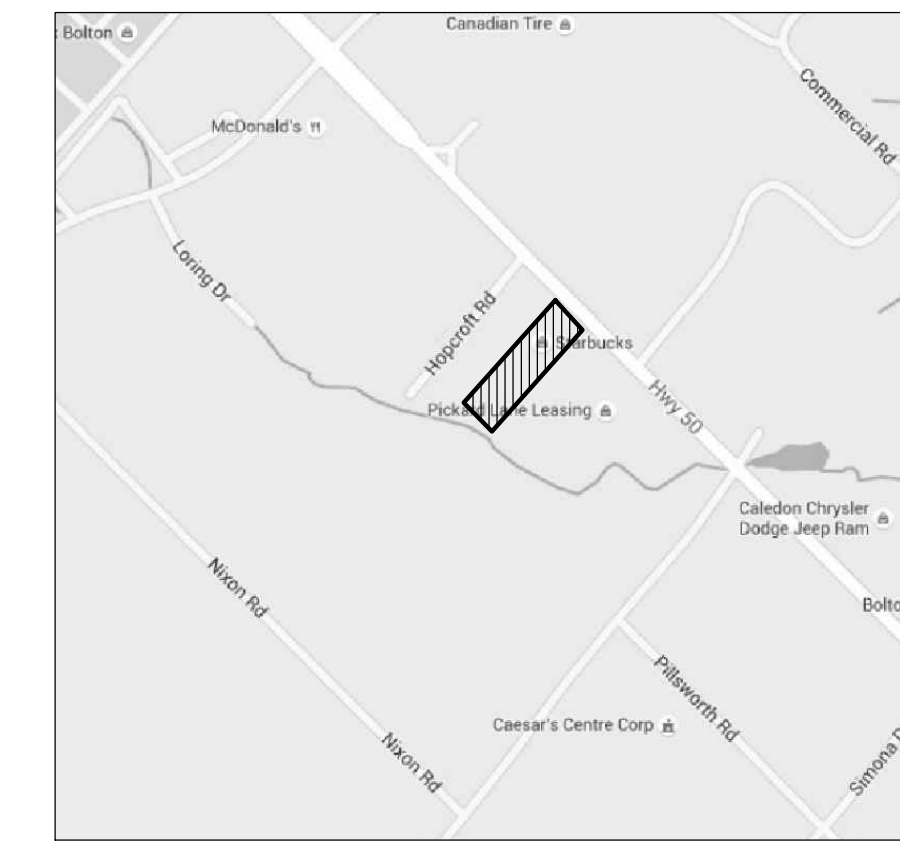 Canadian Tire
Bolton
Commercial Rd
McDonald's
Loring Dr
Hopcroft Rd
Starbucks
Hwy 50
Pickard Lane Leasing
Caledon Chrysler
Dodge Jeep Ram
Nixon Rd
Bolto
Pillsworth Rd
Caesar's Centre Corp
Nixon Rd
Simona